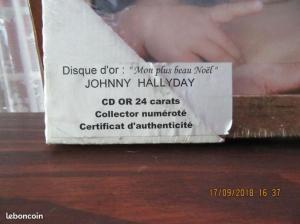 Disque d'or : "Mon plus beau Noël"
JOHNNY HALLYDAY
CD OR 24 carats
Collector numéroté
Certificat d'authenticité
17/09/2018 16 37
leboncoin